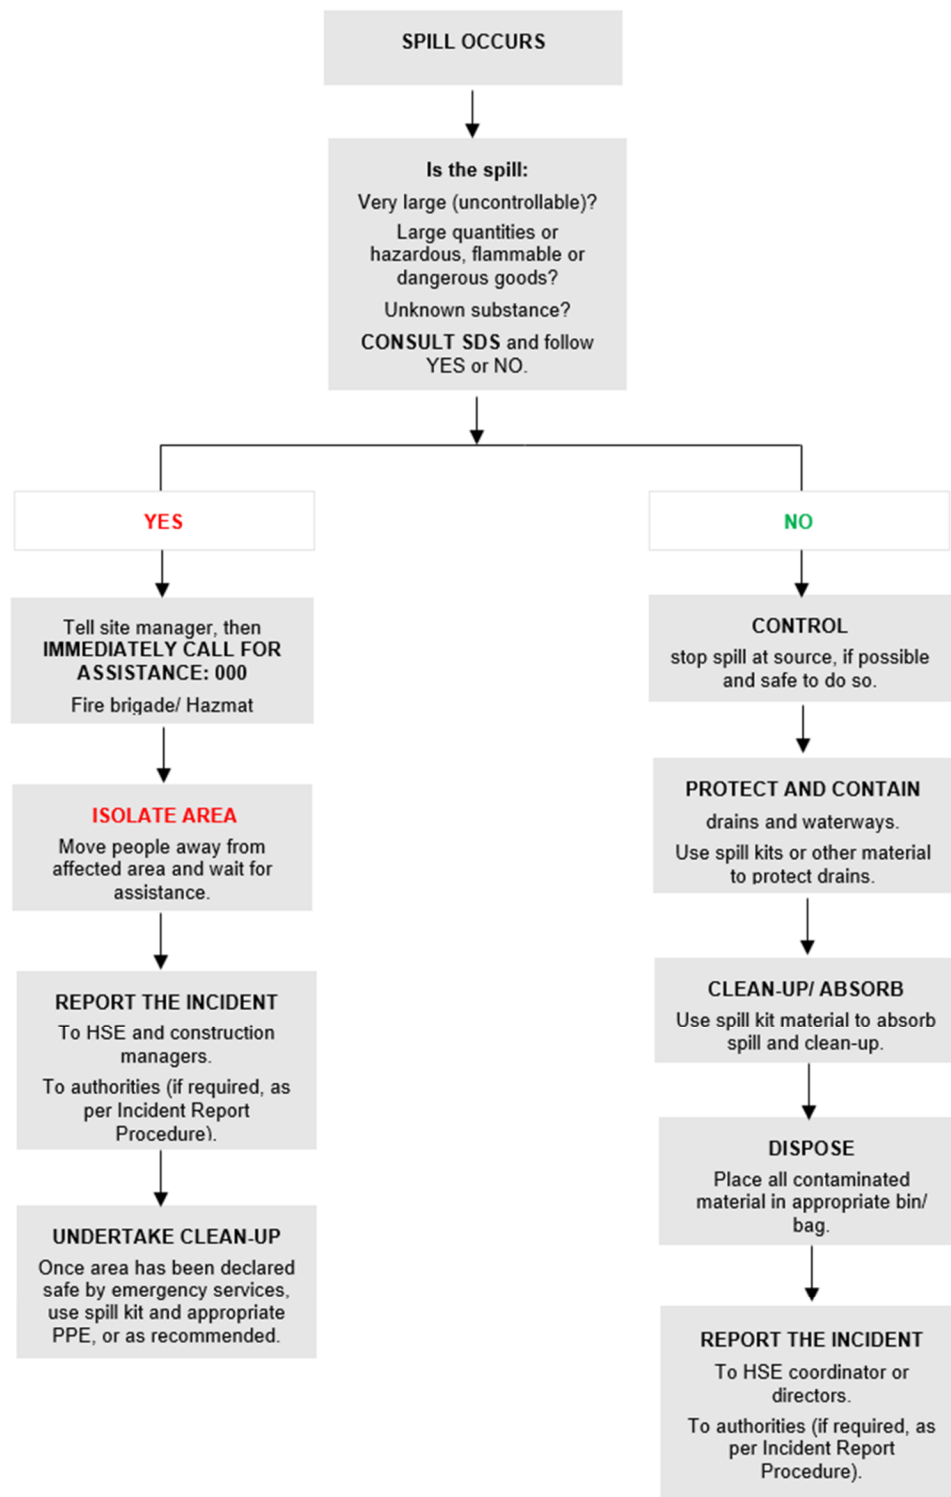 SPILL OCCURS
Is the spill:
Very large (uncontrollable)?
Large quantities or
hazardous, flammable or
dangerous goods?
Unknown substance?
CONSULT SDS and follow
YES or NO.
YES
Tell site manager, then
IMMEDIATELY CALL FOR
ASSISTANCE: 000
Fire brigade/ Hazmat
ISOLATE AREA
Move people away from
affected area and wait for
assistance.
REPORT THE INCIDENT
To HSE and construction
managers.
To authorities (if required, as
per Incident Report
Procedure).
UNDERTAKE CLEAN-UP
Once area has been declared
safe by emergency services,
use spill kit and appropriate
PPE, or as recommended.
NO
CONTROL
stop spill at source, if possible
and safe to do so.
PROTECT AND CONTAIN
drains and waterways.
Use spill kits or other material
to protect drains.
CLEAN-UP/ ABSORB
Use spill kit material to absorb
spill and clean-up.
DISPOSE
Place all contaminated
material in appropriate bin/
bag.
REPORT THE INCIDENT
To HSE coordinator or
directors.
To authorities (if required, as
per Incident Report
Procedure).